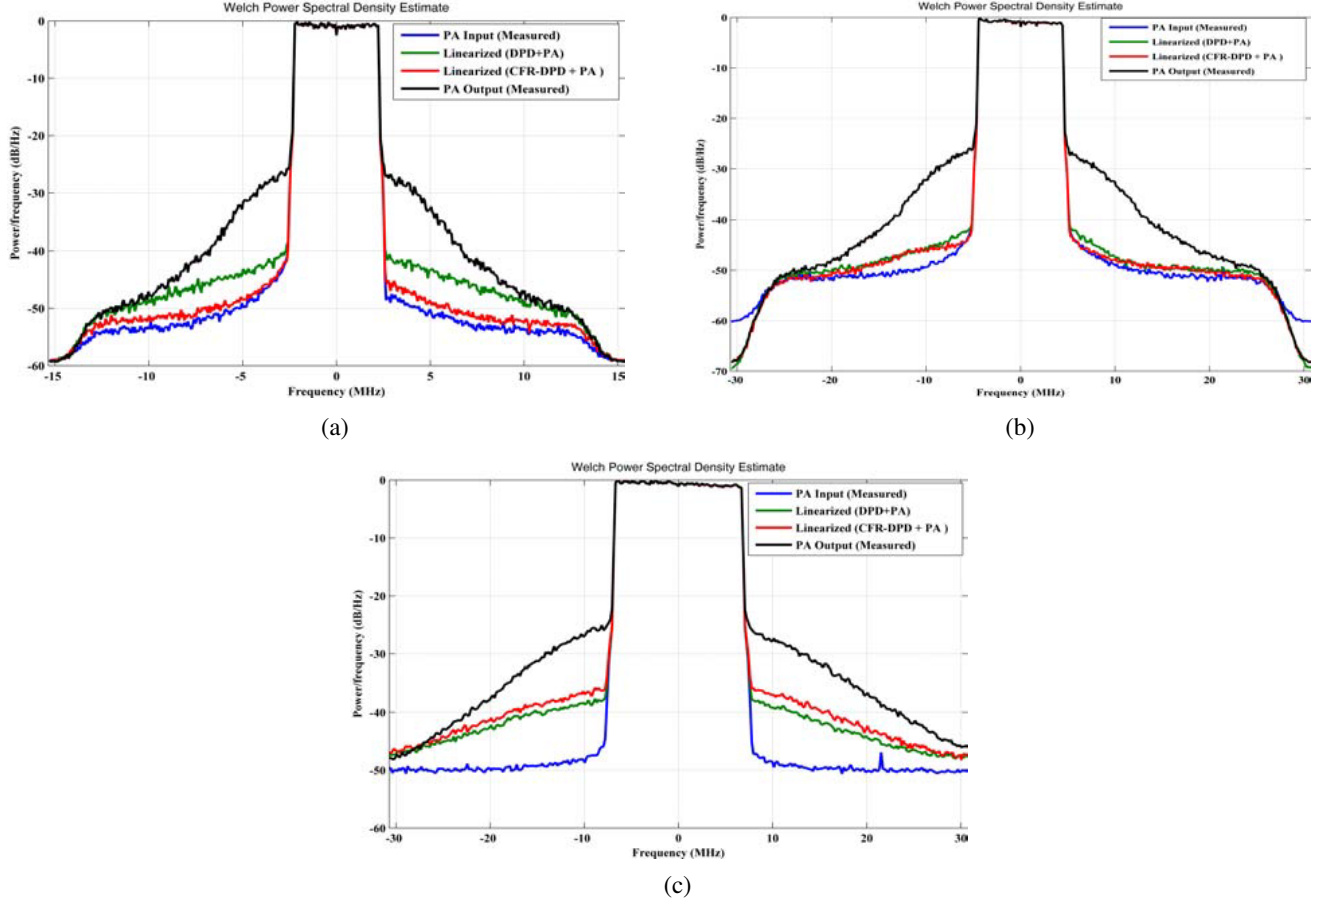 Welch Power Spectral Density Estimate
PA Input (Measured)
Linearized (DPD+PA)
Linearized (CFR-DPD + PA )
PA Output (Measured)
Power/frequency (dB/Hz)
0
-10
-20
-30
-40
-50
-60
-15 -10 -5 0 5 10 15
Frequency (MHz)
(a)
Welch Power Spectral Density Estimate
PA Input (Measured)
Linearized (DPD+PA)
Linearized (CFR-DPD + PA )
PA Output (Measured)
Power/frequency (dB/Hz)
0
-10
-20
-30
-40
-50
-60
-70
-30 -20 -10 0 10 20 30
Frequency (MHz)
(b)
Welch Power Spectral Density Estimate
PA Input (Measured)
Linearized (DPD+PA)
Linearized (CFR-DPD + PA )
PA Output (Measured)
Power/frequency (dB/Hz)
0
-10
-20
-30
-40
-50
-60
-30 -20 -10 0 10 20 30
Frequency (MHz)
(c)